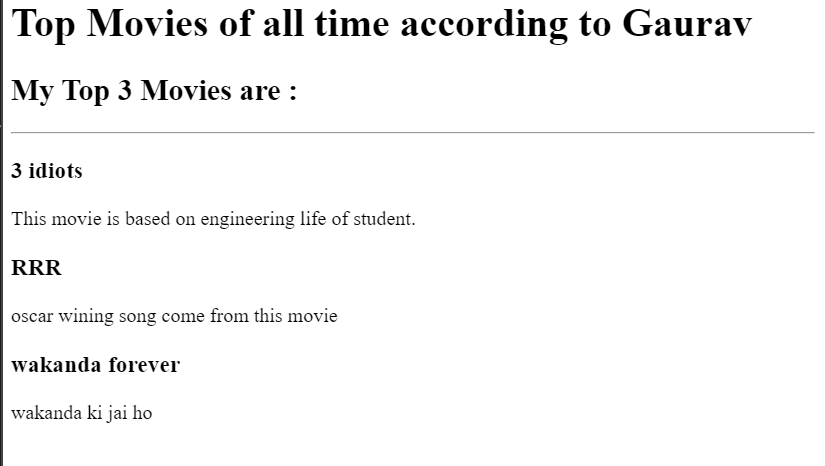 Top Movies of all time according to Gaurav
My Top 3 Movies are :
3 idiots
This movie is based on engineering life of student.
RRR
oscar wining song come from this movie
wakanda forever
wakanda ki jai ho